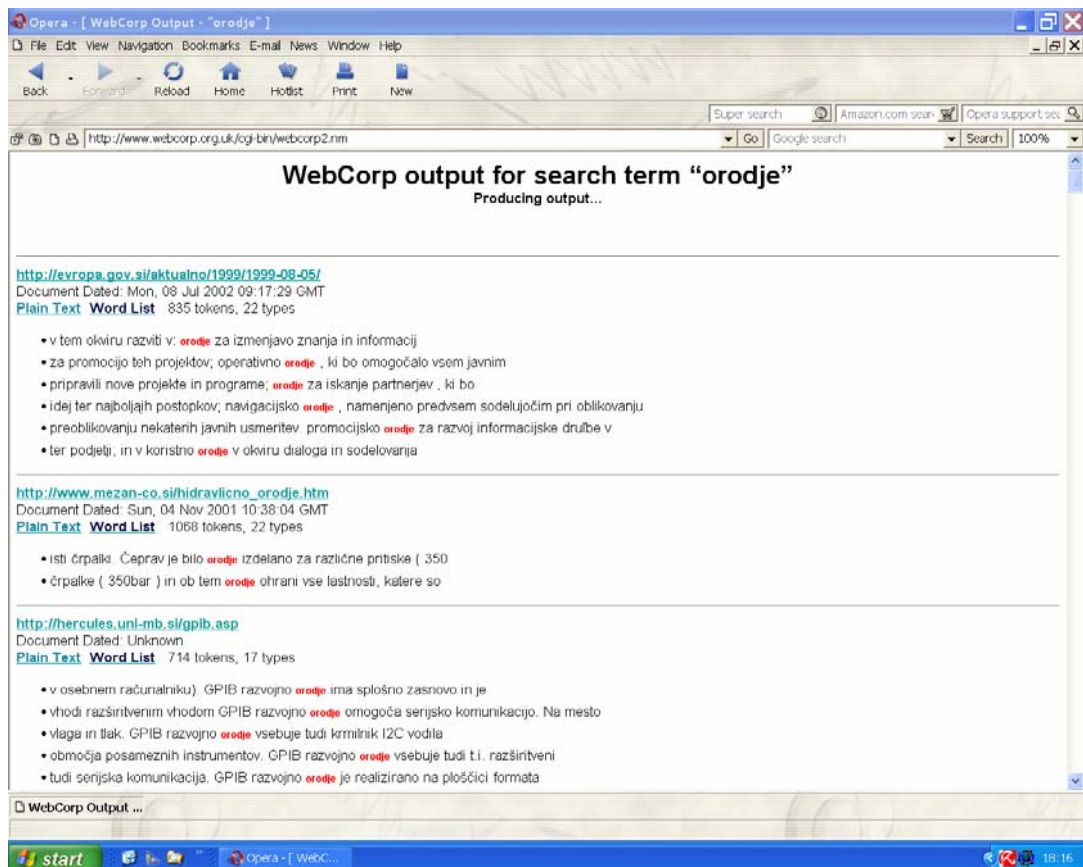 Opera - [ WebCorp Output - "orodje" ]
File Edit View Navigation Bookmarks E-mail News Window Help
Back Forward Reload Home Hotlist Print New
Super search Amazon.com sear Opera support sec
http://www.webcorp.org.uk/cgi-bin/webcorp2.nm Go Google search Search 100%
WebCorp output for search term “orodje”
Producing output...
http://evropa.gov.si/aktualno/1999/1999-08-05/
Document Dated: Mon, 08 Jul 2002 09:17:29 GMT
Plain Text Word List 835 tokens, 22 types
• v tem okviru razviti v: orodje za izmenjavo znanja in informacij
• za promocijo teh projektov; operativno orodje , ki bo omogočalo vsem javnim
• pripravili nove projekte in programe; orodje za iskanje partnerjev , ki bo
• idej ter najboljaih postopkov; navigacijsko orodje , namenjeno predvsem sodelujočim pri oblikovanju
• preoblikovanju nekaterih javnih usmeritev. promocijsko orodje za razvoj informacijske drulbe v
• ter podjetji; in v koristno orodje v okviru dialoga in sodelovanja
http://www.mezan-co.si/hidravlicno_orodje.htm
Document Dated: Sun, 04 Nov 2001 10:38:04 GMT
Plain Text Word List 1068 tokens, 22 types
• isti črpalki. Čeprav je bilo orodje izdelano za različne pritiske ( 350
• črpalke ( 350bar ) in ob tem orodje ohrani vse lastnosti, katere so
http://hercules.uni-mb.si/gpib.asp
Document Dated: Unknown
Plain Text Word List 714 tokens, 17 types
• v osebnem računalniku). GPIB razvojno orodje ima splošno zasnovo in je
• vhodi razširitvenim vhodom GPIB razvojno orodje omogoča serijsko komunikacijo. Na mesto
• vlaga in tlak. GPIB razvojno orodje vsebuje tudi krmilnik I2C vodila
• območja posameznih instrumentov. GPIB razvojno orodje vsebuje tudi t.i. razširitveni
• tudi serijska komunikacija. GPIB razvojno orodje je realizirano na ploščici formata
WebCorp Output ...
start Opera - [ WebC... 18:16